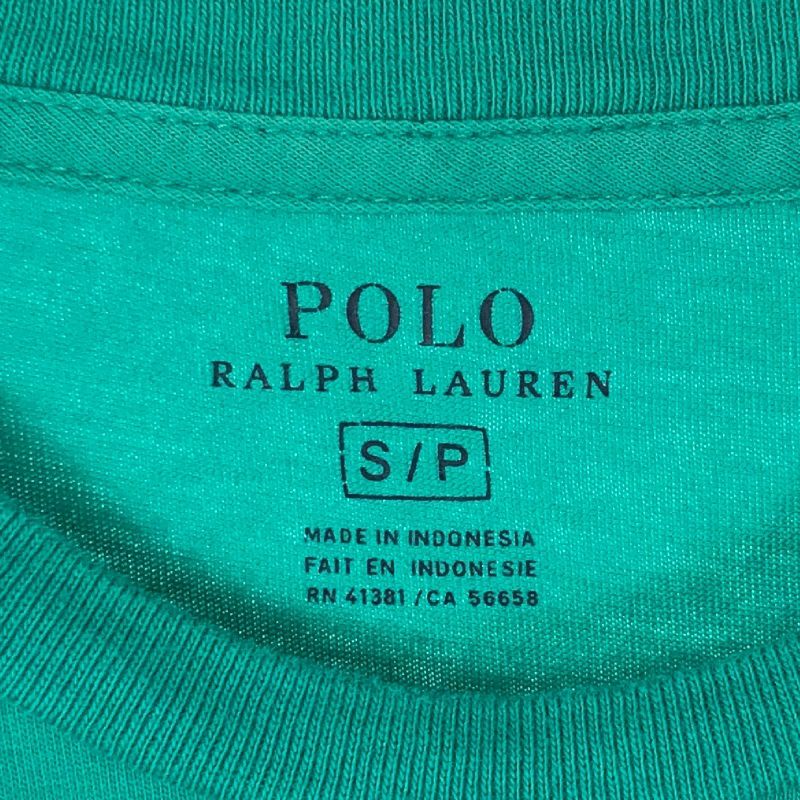 POLO
RALPH LAUREN
S/P
MADE IN INDONESIA
FAIT EN INDONESIE
RN 41381 / CA 56658